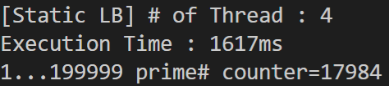 [Static LB] # of Thread : 4
Execution Time : 1617ms
1...199999 prime# counter=17984